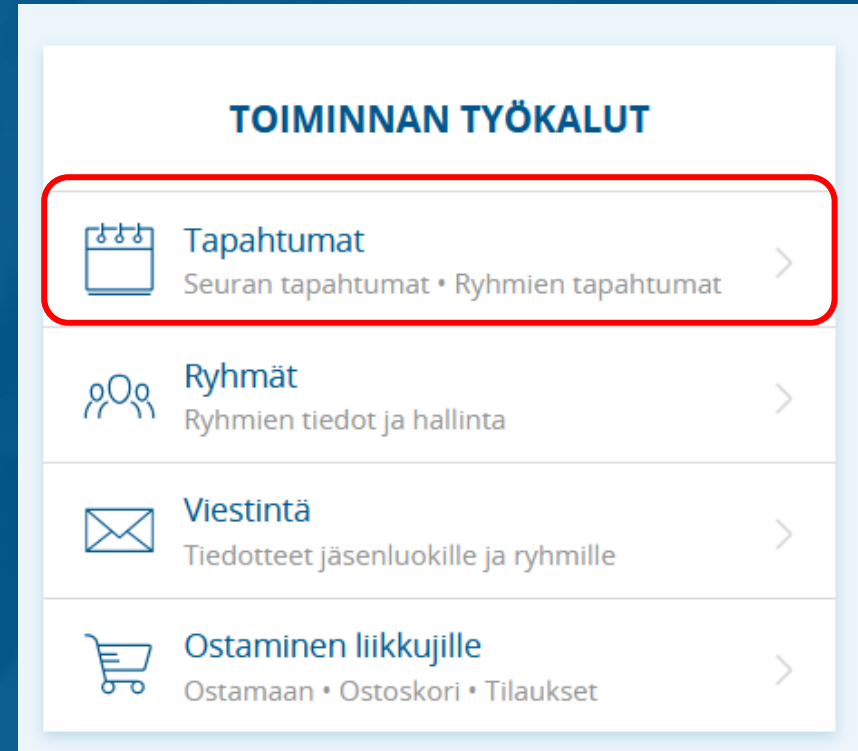 TOIMINNAN TYÖKALUT
Tapahtumat
Seuran tapahtumat • Ryhmien tapahtumat
Ryhmät
Ryhmien tiedot ja hallinta
Viestintä
Tiedotteet jäsenluokille ja ryhmille
Ostaminen liikkujille
Ostamaan • Ostoskori • Tilaukset